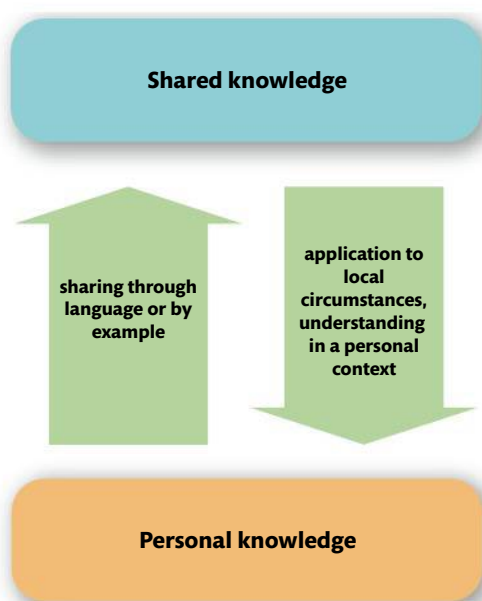 Shared knowledge
sharing through
language or by
example
application to
local
circumstances,
understanding
in a personal
context
Personal knowledge